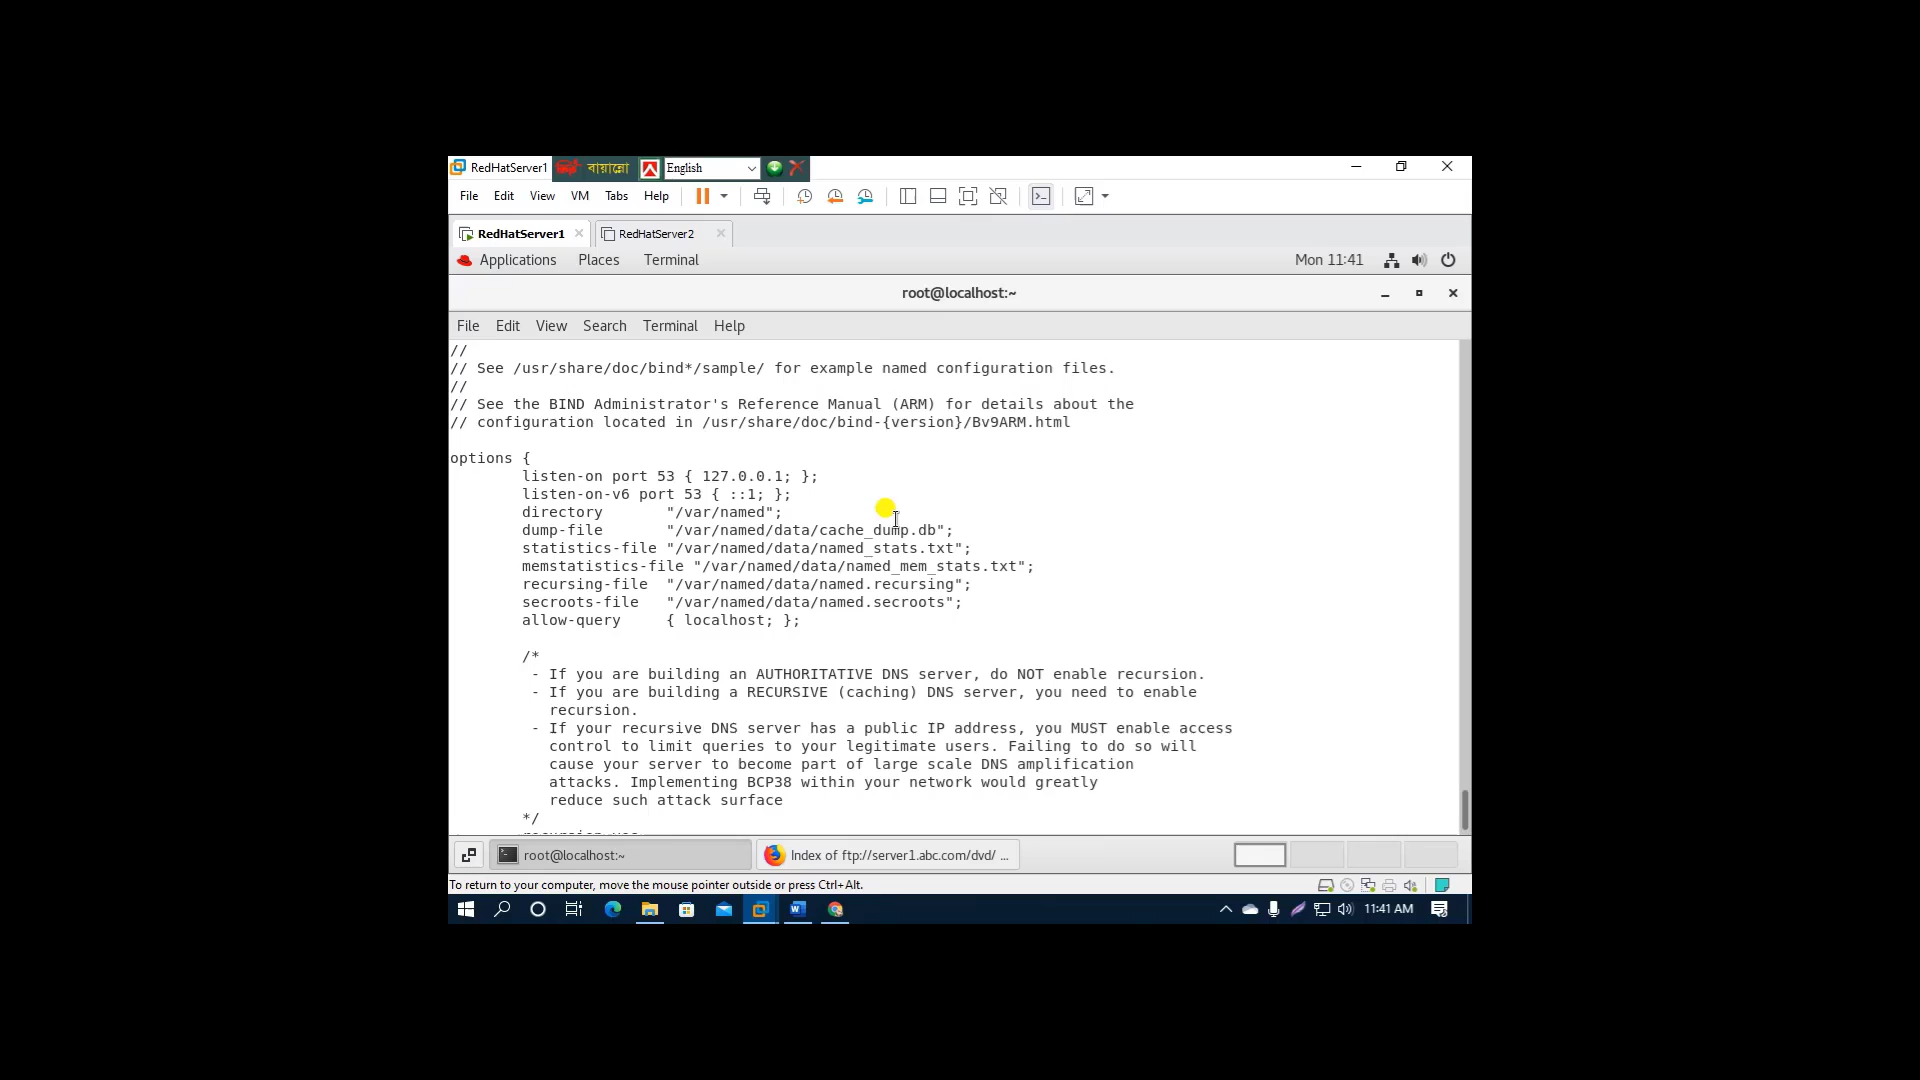 RedHatServer1 বায়ান্নো English
File Edit View VM Tabs Help
RedHatServer1 RedHatServer2
Applications Places Terminal Mon 11:41
root@localhost:~
File Edit View Search Terminal Help
//
// See /usr/share/doc/bind*/sample/ for example named configuration files.
//
// See the BIND Administrator's Reference Manual (ARM) for details about the
// configuration located in /usr/share/doc/bind-{version}/Bv9ARM.html
options {
listen-on port 53 { 127.0.0.1; };
listen-on-v6 port 53 { ::1; };
directory "/var/named";
dump-file "/var/named/data/cache_dump.db";
statistics-file "/var/named/data/named_stats.txt";
memstatistics-file "/var/named/data/named_mem_stats.txt";
recursing-file "/var/named/data/named.recursing";
secroots-file "/var/named/data/named.secroots";
allow-query { localhost; };
/*
- If you are building an AUTHORITATIVE DNS server, do NOT enable recursion.
- If you are building a RECURSIVE (caching) DNS server, you need to enable
recursion.
- If your recursive DNS server has a public IP address, you MUST enable access
control to limit queries to your legitimate users. Failing to do so will
cause your server to become part of large scale DNS amplification
attacks. Implementing BCP38 within your network would greatly
reduce such attack surface
*/
root@localhost:~ Index of ftp://server1.abc.com/dvd/ ...
To return to your computer, move the mouse pointer outside or press Ctrl+Alt.
11:41 AM